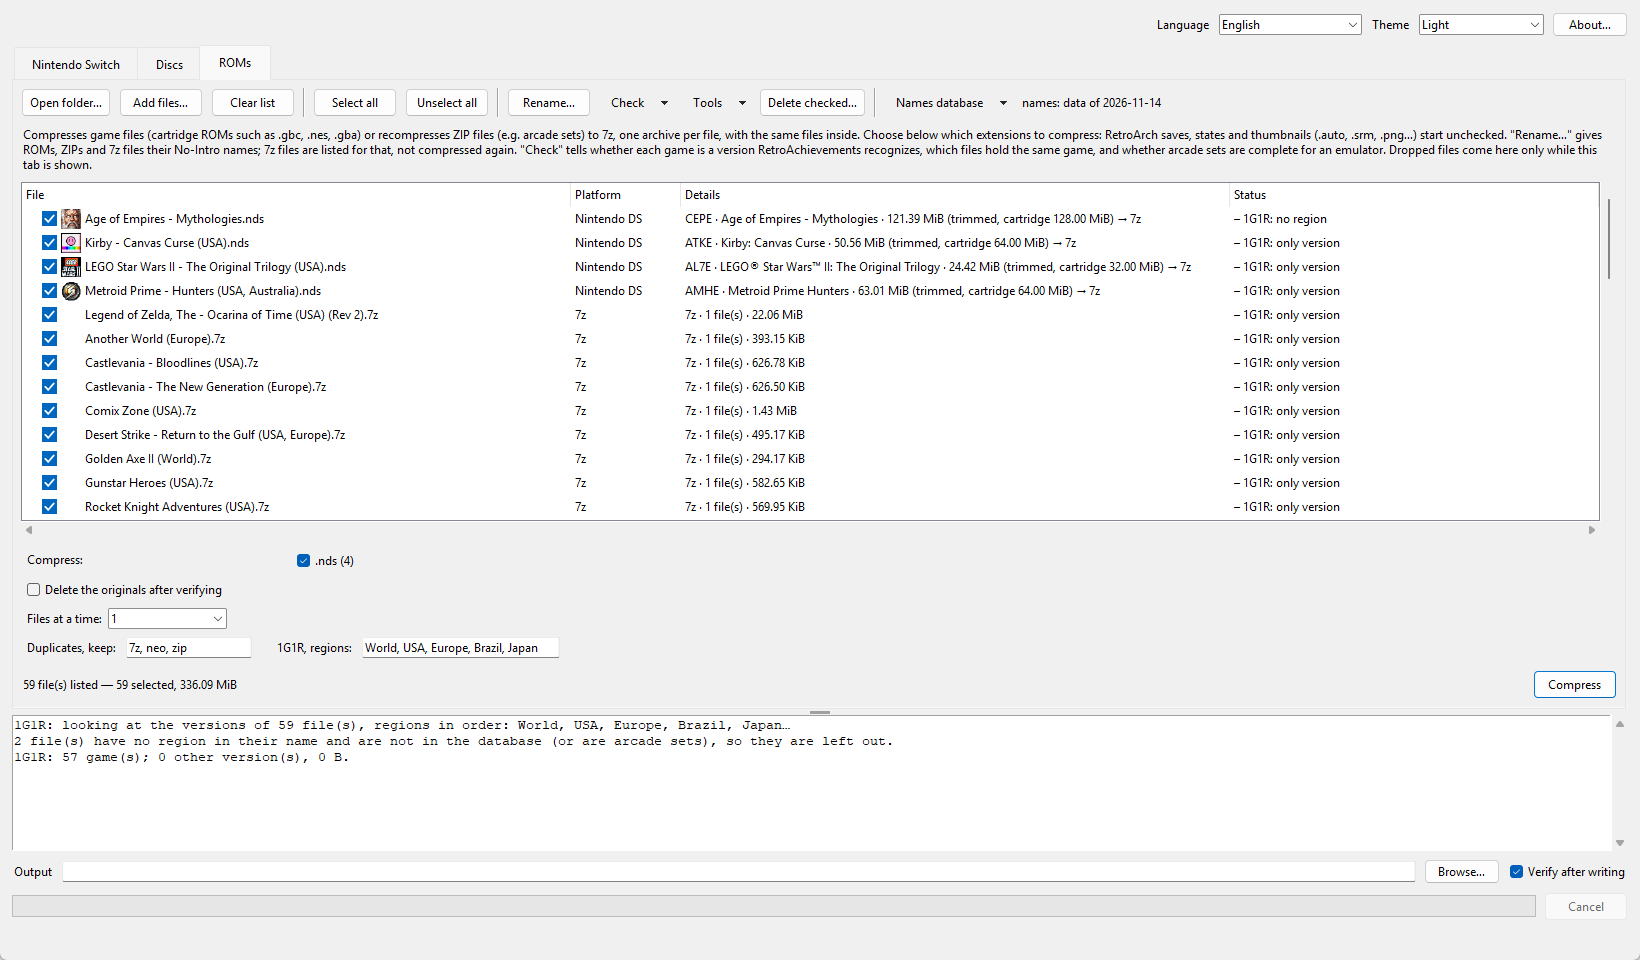 Language English Theme Light About...
Nintendo Switch Discs ROMs
Open folder... Add files... Clear list Select all Unselect all Rename... Check Tools Delete checked... Names database names: data of 2026-11-14
Compresses game files (cartridge ROMs such as .gbc, .nes, .gba) or recompresses ZIP files (e.g. arcade sets) to 7z, one archive per file, with the same files inside. Choose below which extensions to compress: RetroArch saves, states and thumbnails (.auto, .srm, .png...) start unchecked. "Rename..." gives
ROMs, ZIPs and 7z files their No-Intro names; 7z files are listed for that, not compressed again. "Check" tells whether each game is a version RetroAchievements recognizes, which files hold the same game, and whether arcade sets are complete for an emulator. Dropped files come here only while this
tab is shown.
File Platform Details Status
Age of Empires - Mythologies.nds Nintendo DS CEPE · Age of Empires - Mythologies · 121.39 MiB (trimmed, cartridge 128.00 MiB) → 7z – 1G1R: no region
Kirby - Canvas Curse (USA).nds Nintendo DS ATKE · Kirby: Canvas Curse · 50.56 MiB (trimmed, cartridge 64.00 MiB) → 7z – 1G1R: only version
LEGO Star Wars II - The Original Trilogy (USA).nds Nintendo DS AL7E · LEGO® Star Wars™ II: The Original Trilogy · 24.42 MiB (trimmed, cartridge 32.00 MiB) → 7z – 1G1R: only version
Metroid Prime - Hunters (USA, Australia).nds Nintendo DS AMHE · Metroid Prime Hunters · 63.01 MiB (trimmed, cartridge 64.00 MiB) → 7z – 1G1R: only version
Legend of Zelda, The - Ocarina of Time (USA) (Rev 2).7z 7z 7z · 1 file(s) · 22.06 MiB – 1G1R: only version
Another World (Europe).7z 7z 7z · 1 file(s) · 393.15 KiB – 1G1R: only version
Castlevania - Bloodlines (USA).7z 7z 7z · 1 file(s) · 626.78 KiB – 1G1R: only version
Castlevania - The New Generation (Europe).7z 7z 7z · 1 file(s) · 626.50 KiB – 1G1R: only version
Comix Zone (USA).7z 7z 7z · 1 file(s) · 1.43 MiB – 1G1R: only version
Desert Strike - Return to the Gulf (USA, Europe).7z 7z 7z · 1 file(s) · 495.17 KiB – 1G1R: only version
Golden Axe II (World).7z 7z 7z · 1 file(s) · 294.17 KiB – 1G1R: only version
Gunstar Heroes (USA).7z 7z 7z · 1 file(s) · 582.65 KiB – 1G1R: only version
Rocket Knight Adventures (USA).7z 7z 7z · 1 file(s) · 569.95 KiB – 1G1R: only version
Compress: .nds (4)
Delete the originals after verifying
Files at a time: 1
Duplicates, keep: 7z, neo, zip 1G1R, regions: World, USA, Europe, Brazil, Japan
59 file(s) listed — 59 selected, 336.09 MiB Compress
1G1R: looking at the versions of 59 file(s), regions in order: World, USA, Europe, Brazil, Japan…
2 file(s) have no region in their name and are not in the database (or are arcade sets), so they are left out.
1G1R: 57 game(s); 0 other version(s), 0 B.
Output Browse... Verify after writing
Cancel